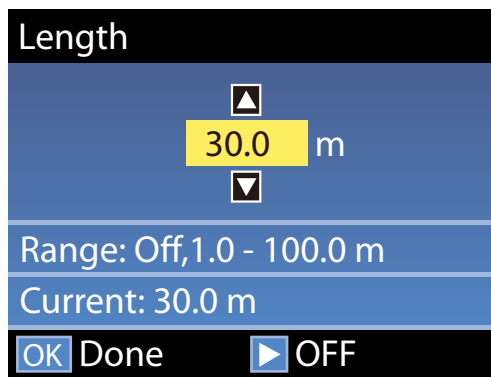 Length
30.0 m
Range: Off,1.0 - 100.0 m
Current: 30.0 m
OK Done OFF